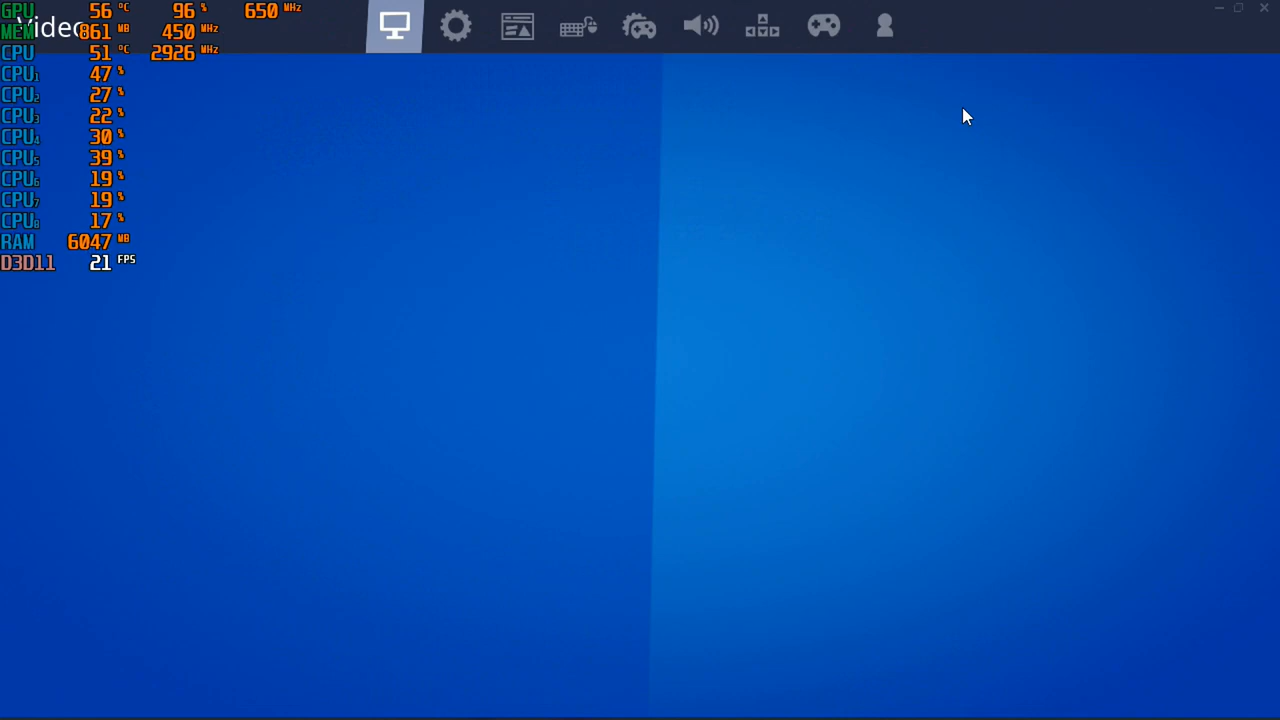 Video
GPU 56 °C 96 % 650 MHz
MEM 861 MB 450 MHz
CPU 51 °C 2926 MHz
CPU1 47 %
CPU2 27 %
CPU3 22 %
CPU4 30 %
CPU5 39 %
CPU6 19 %
CPU7 19 %
CPU8 17 %
RAM 6047 MB
D3D11 21 FPS